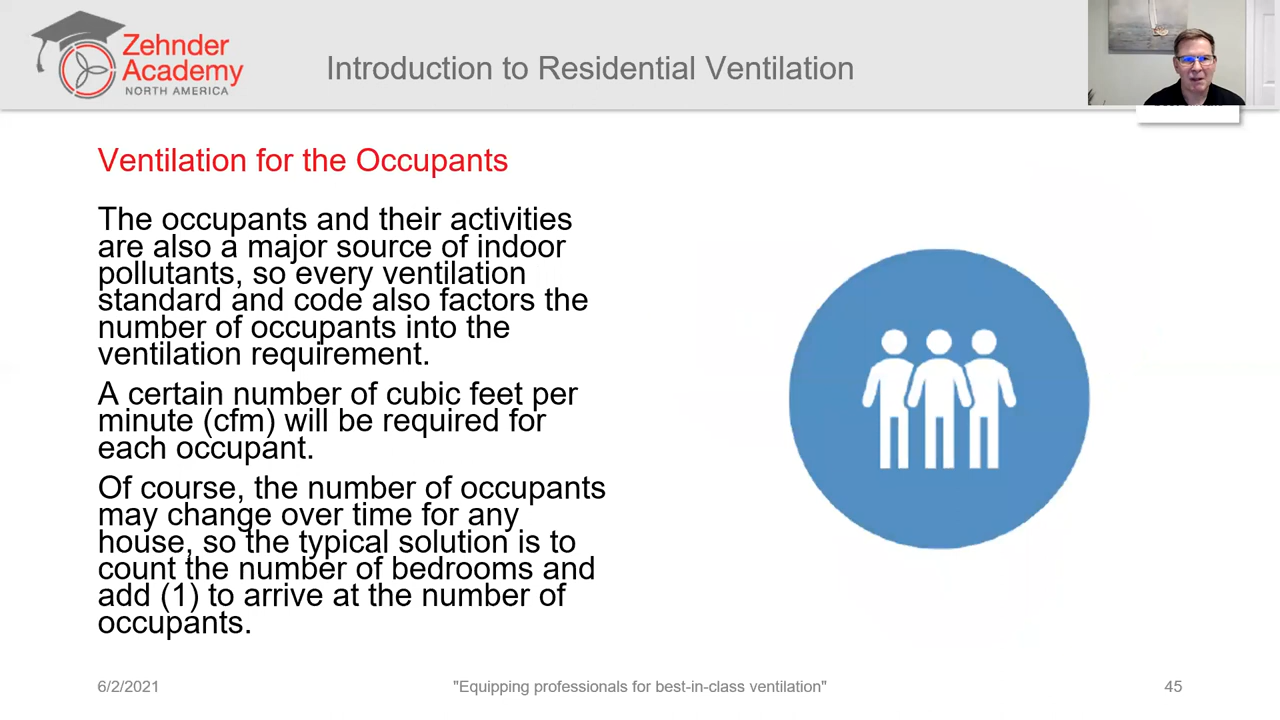 Zehnder
Academy
NORTH AMERICA
Introduction to Residential Ventilation
Ventilation for the Occupants
The occupants and their activities
are also a major source of indoor
pollutants, so every ventilation
standard and code also factors the
number of occupants into the
ventilation requirement.
A certain number of cubic feet per
minute (cfm) will be required for
each occupant.
Of course, the number of occupants
may change over time for any
house, so the typical solution is to
count the number of bedrooms and
add (1) to arrive at the number of
occupants.
6/2/2021
"Equipping professionals for best-in-class ventilation"
45